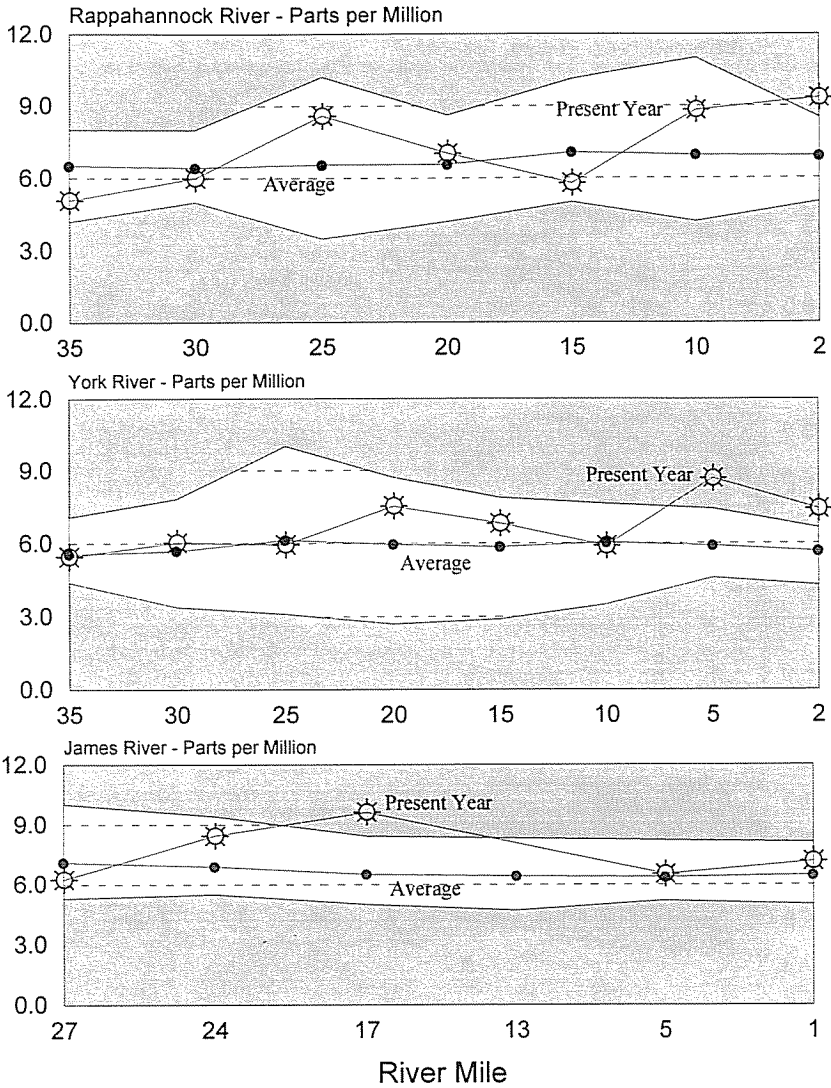 Rappahannock River - Parts per Million
12.0
9.0
Present Year
6.0
Average
3.0
0.0
35 30 25 20 15 10 2
York River - Parts per Million
12.0
9.0
Present Year
6.0
Average
3.0
0.0
35 30 25 20 15 10 5 2
James River - Parts per Million
12.0
Present Year
9.0
6.0
Average
3.0
0.0
27 24 17 13 5 1
River Mile